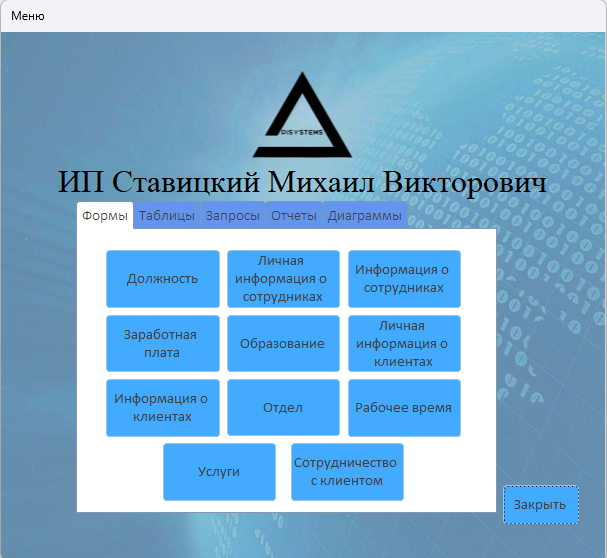 Меню
DISYSTEMS
ИП Ставицкий Михаил Викторович
Формы Таблицы Запросы Отчеты Диаграммы
Должность
Личная
информация о
сотрудниках
Информация о
сотрудниках
Заработная
плата
Образование
Личная
информация о
клиентах
Информация о
клиентах
Отдел
Рабочее время
Услуги
Сотрудничество
с клиентом
Закрыть